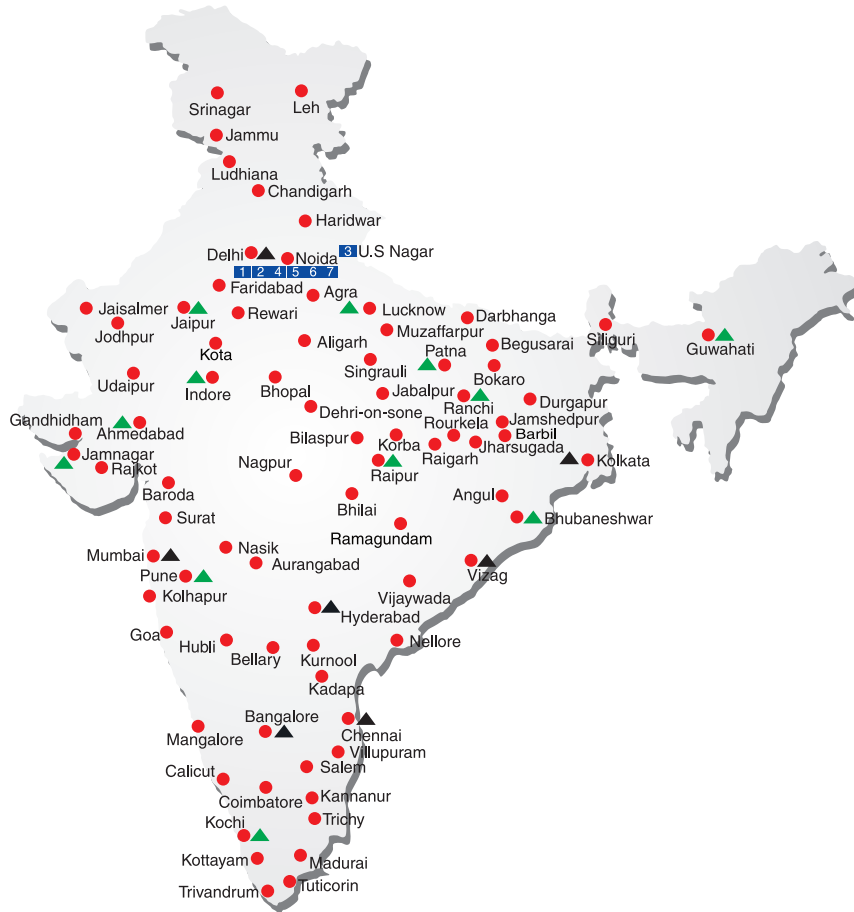 Srinagar
Leh
Jammu
Ludhiana
Chandigarh
Haridwar
Delhi
Noida
3 U.S Nagar
1 2 4 5 6 7
Faridabad
Agra
Jaisalmer
Jaipur
Rewari
Lucknow
Darbhanga
Jodhpur
Muzaffarpur
Siliguri
Guwahati
Kota
Aligarh
Patna
Begusarai
Singrauli
Udaipur
Indore
Bhopal
Jabalpur
Bokaro
Ranchi
Durgapur
Dehri-on-sone
Gandhidham
Ahmedabad
Rourkela
Jamshedpur
Bilaspur
Korba
Barbil
Jamnagar
Raigarh
Jharsugada
Kolkata
Rajkot
Nagpur
Raipur
Baroda
Bhilai
Angul
Surat
Bhubaneshwar
Ramagundam
Mumbai
Nasik
Aurangabad
Vizag
Pune
Kolhapur
Vijaywada
Hyderabad
Goa
Hubli
Bellary
Kurnool
Nellore
Kadapa
Bangalore
Mangalore
Chennai
Villupuram
Calicut
Salem
Coimbatore
Kannanur
Kochi
Trichy
Kottayam
Madurai
Trivandrum
Tuticorin